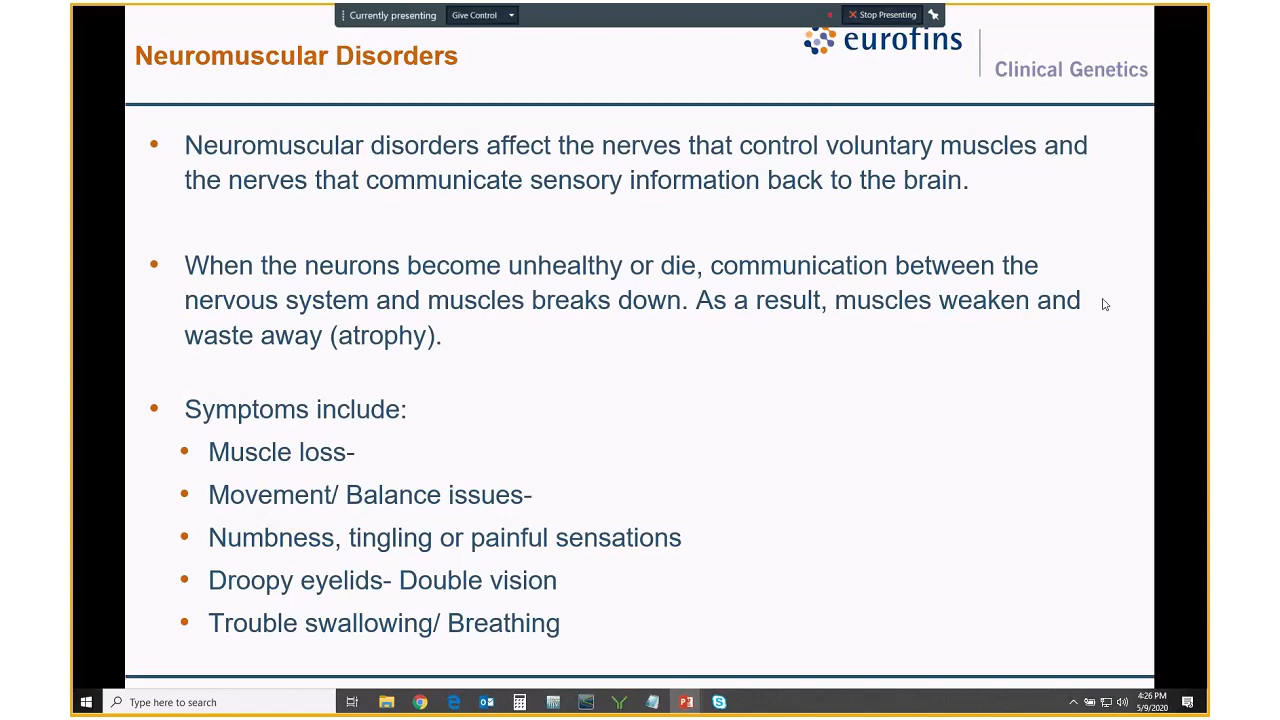 Currently presenting
Give Control
Stop Presenting
Neuromuscular Disorders
eurofins
Clinical Genetics
• Neuromuscular disorders affect the nerves that control voluntary muscles and
the nerves that communicate sensory information back to the brain.
• When the neurons become unhealthy or die, communication between the
nervous system and muscles breaks down. As a result, muscles weaken and
waste away (atrophy).
• Symptoms include:
• Muscle loss-
• Movement/ Balance issues-
• Numbness, tingling or painful sensations
• Droopy eyelids- Double vision
• Trouble swallowing/ Breathing
Type here to search
4:26 PM
5/9/2020